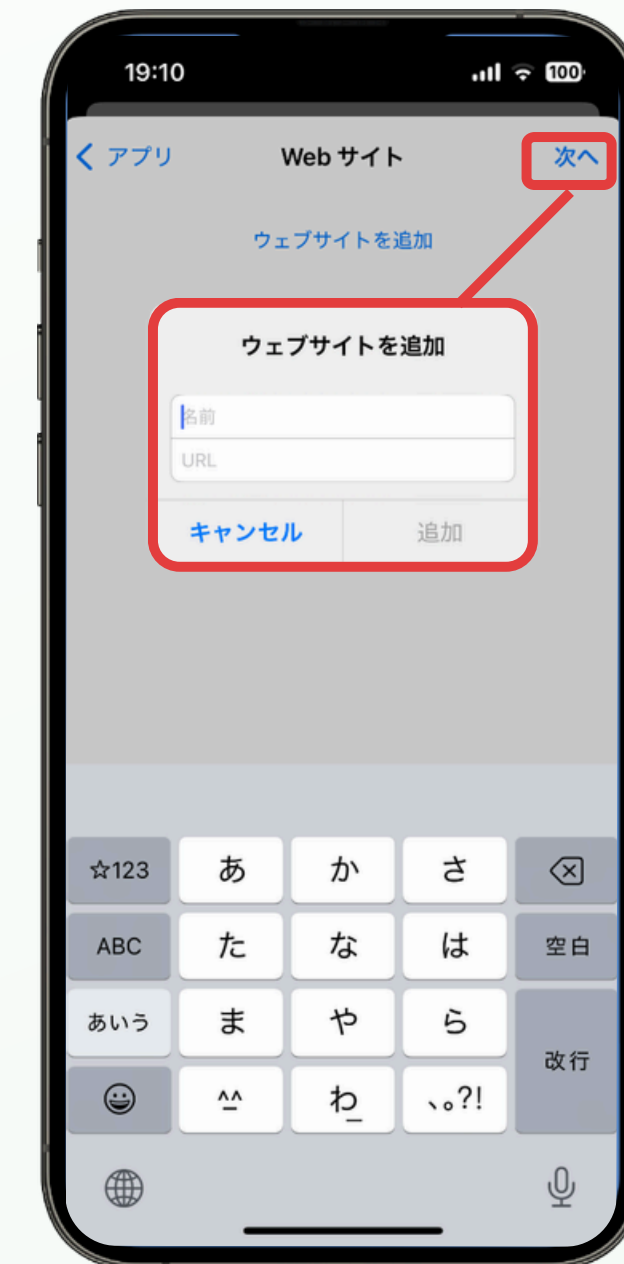 19:10 100
アプリ Web サイト 次へ
ウェブサイトを追加
ウェブサイトを追加
名前
URL
キャンセル 追加
☆123 あ か さ
ABC た な は 空白
あいう ま や ら 改行
^^ わ 、。?!